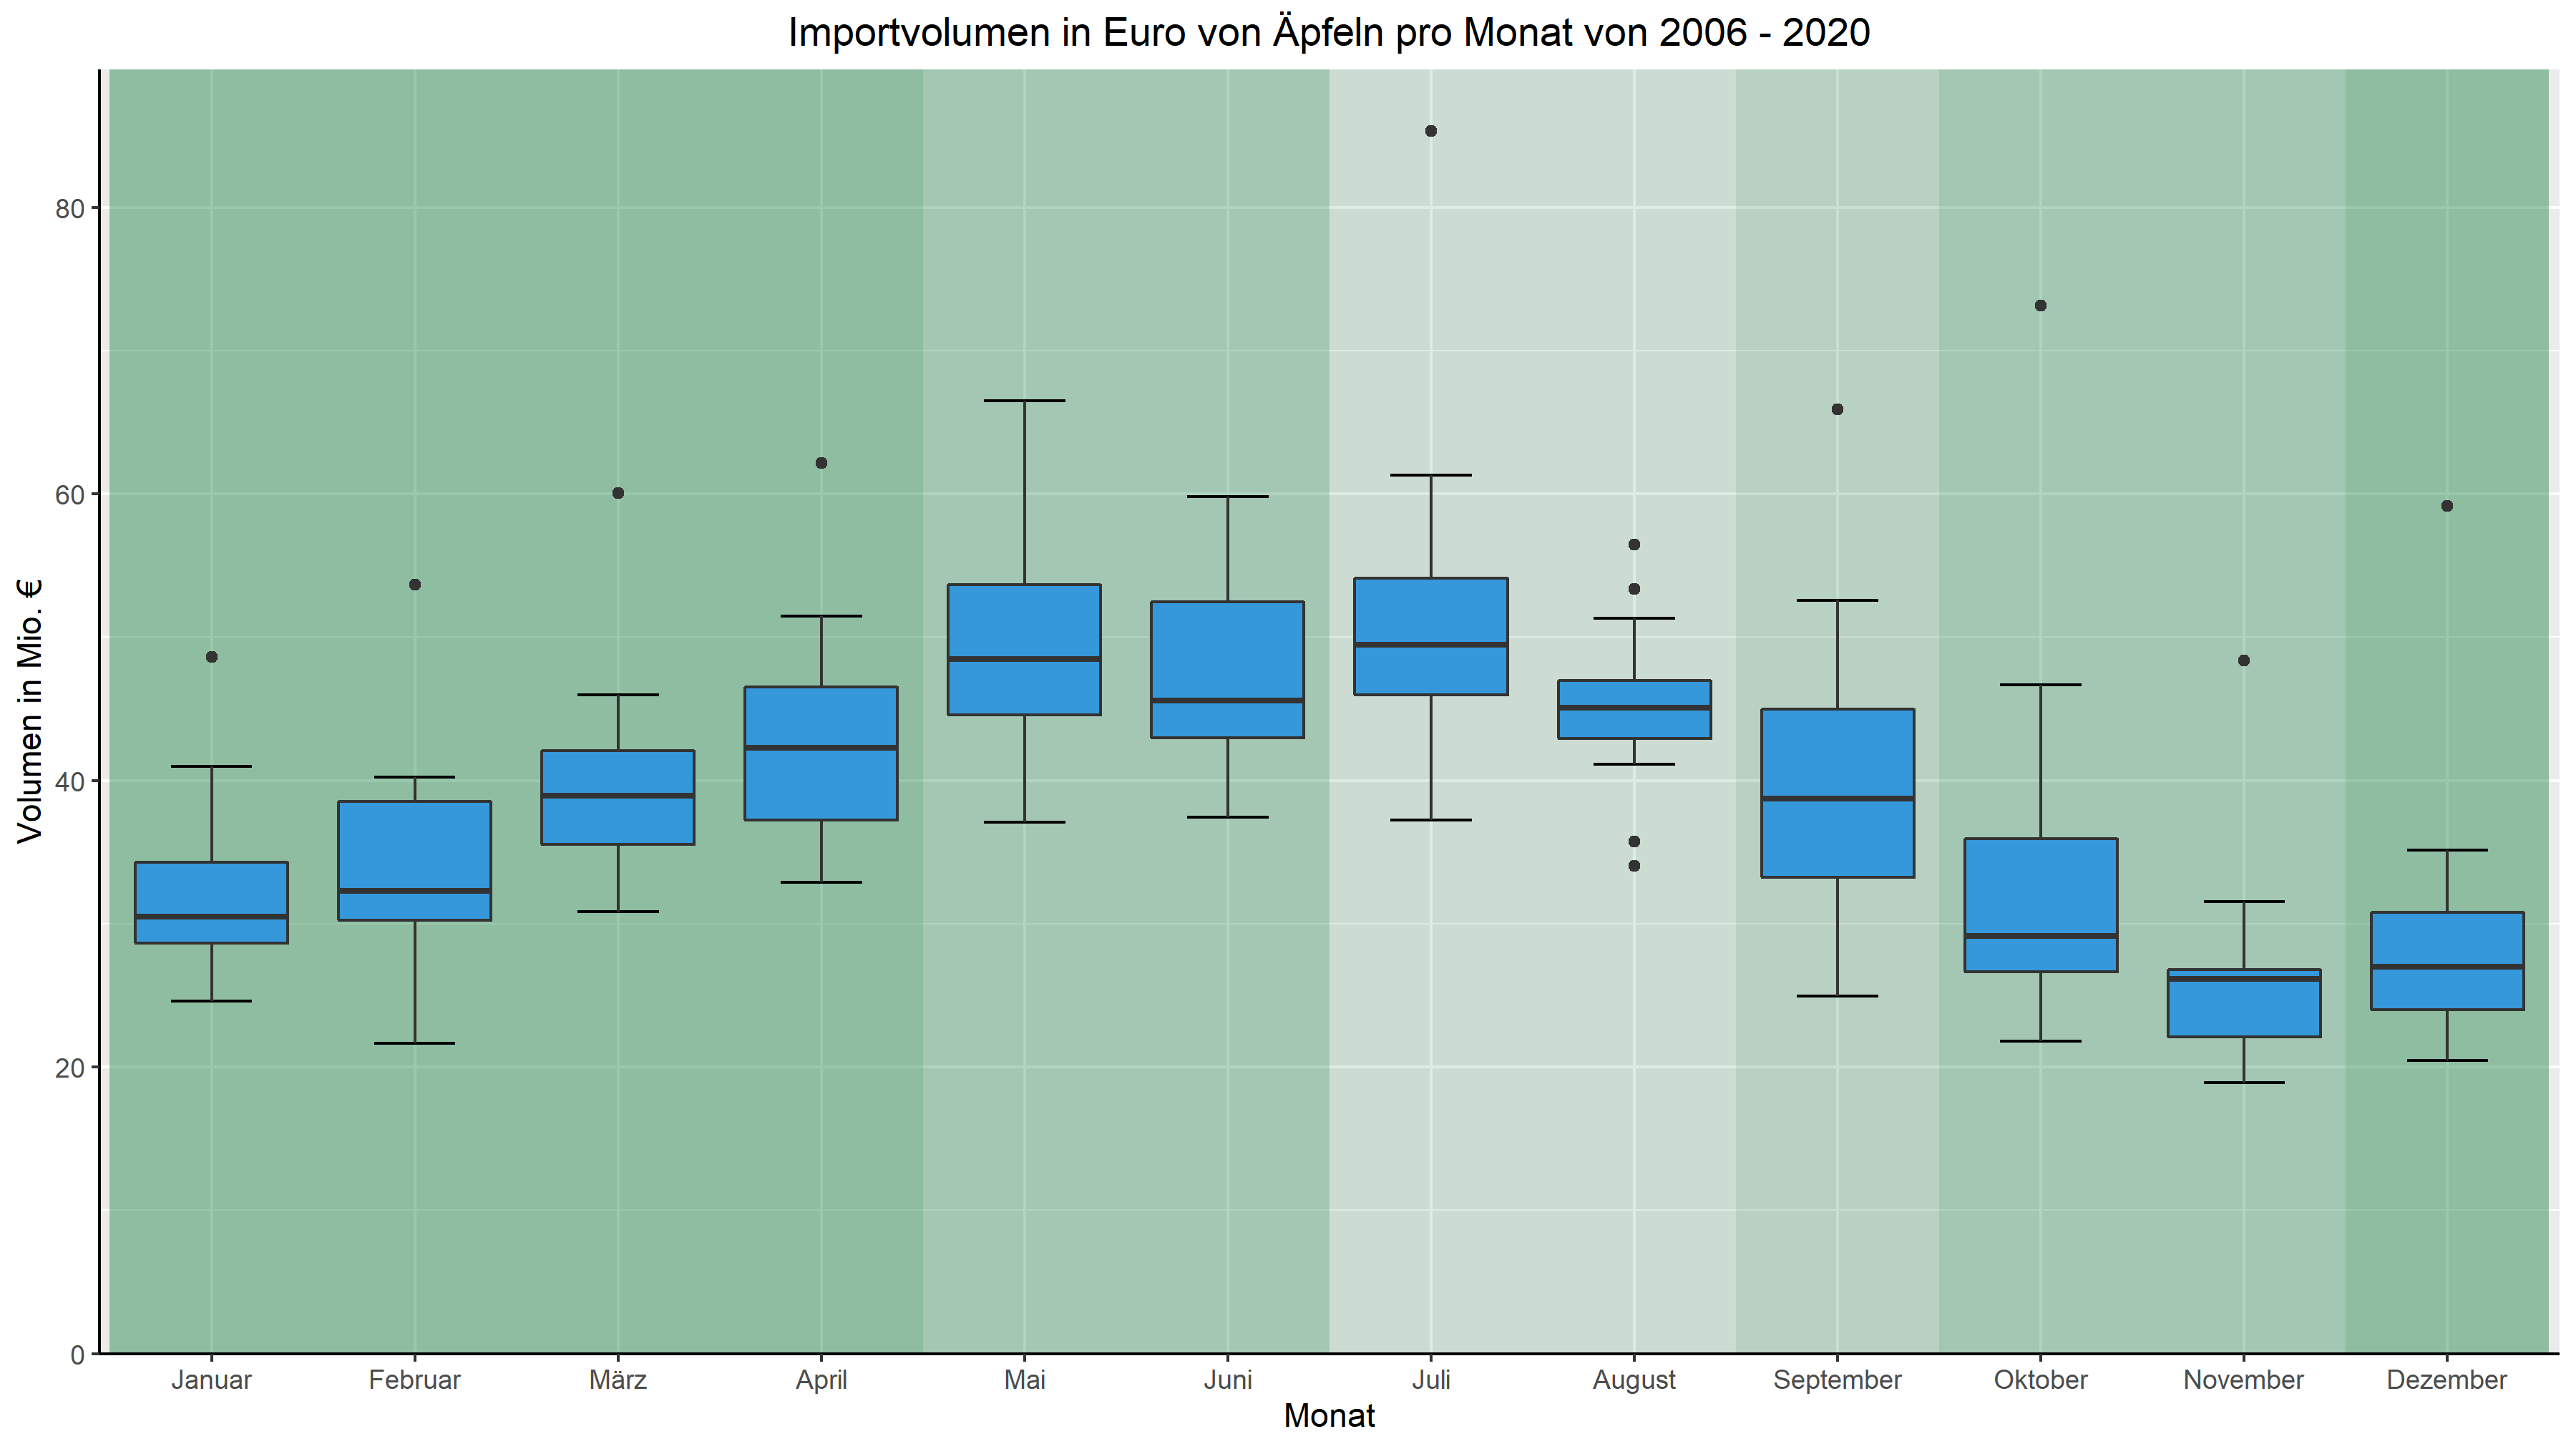 Importvolumen in Euro von Äpfeln pro Monat von 2006 - 2020
Volumen in Mio. €
80
60
40
20
0
Januar Februar März April Mai Juni Juli August September Oktober November Dezember
Monat